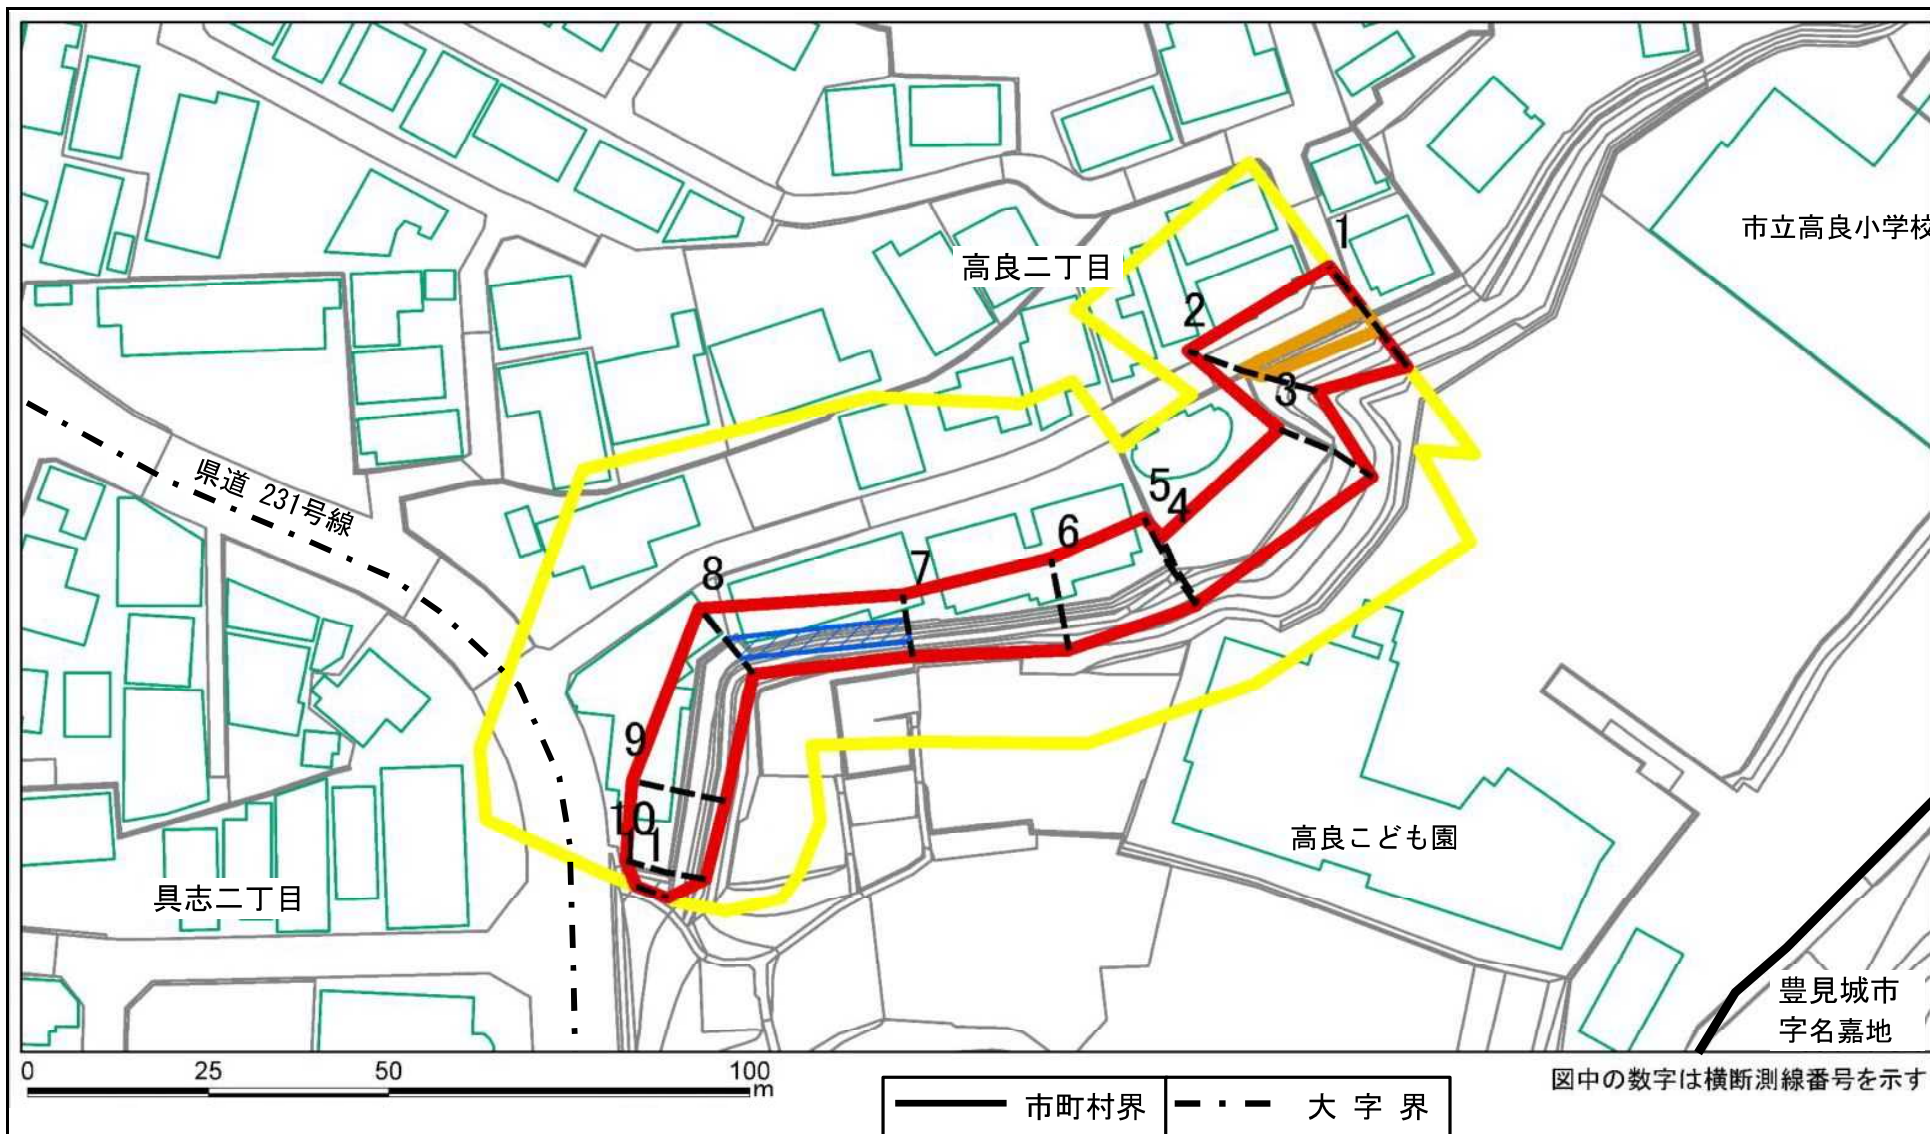 市立高良小学校
1
高良二丁目
2
3
県道 231号線
5
4
6
7
8
9
10
11
高良こども園
具志二丁目
豊見城市
字名嘉地
0 25 50 100
m
図中の数字は横断測線番号を示す
市町村界 大字界